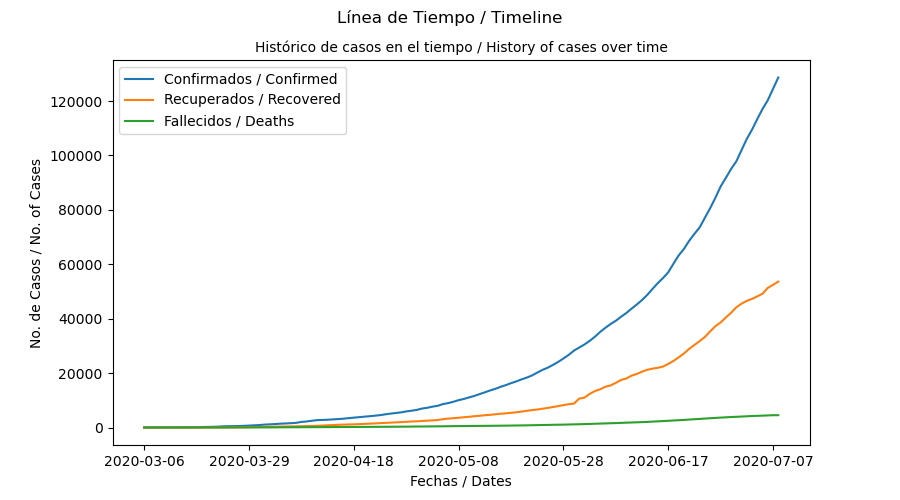 Línea de Tiempo / Timeline
Histórico de casos en el tiempo / History of cases over time
Confirmados / Confirmed
Recuperados / Recovered
Fallecidos / Deaths
No. de Casos / No. of Cases
120000
100000
80000
60000
40000
20000
0
2020-03-06 2020-03-29 2020-04-18 2020-05-08 2020-05-28 2020-06-17 2020-07-07
Fechas / Dates